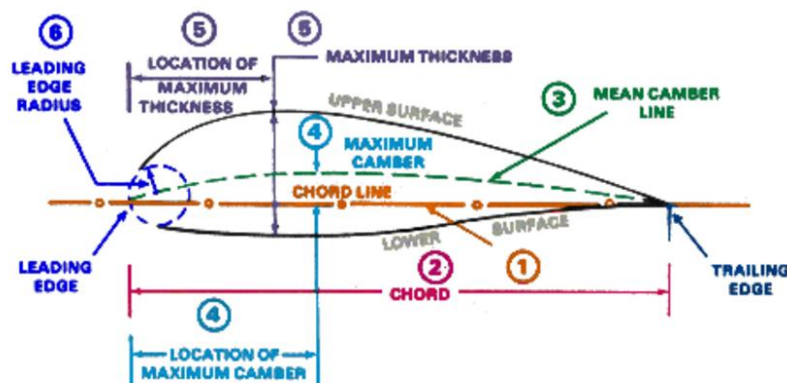 6
LEADING
EDGE
RADIUS
5
LOCATION OF
MAXIMUM
THICKNESS
5
MAXIMUM THICKNESS
UPPER SURFACE
3
MEAN CAMBER
LINE
4
MAXIMUM
CAMBER
CHORD LINE
LOWER SURFACE
LEADING
EDGE
2
CHORD
1
TRAILING
EDGE
4
LOCATION OF
MAXIMUM CAMBER